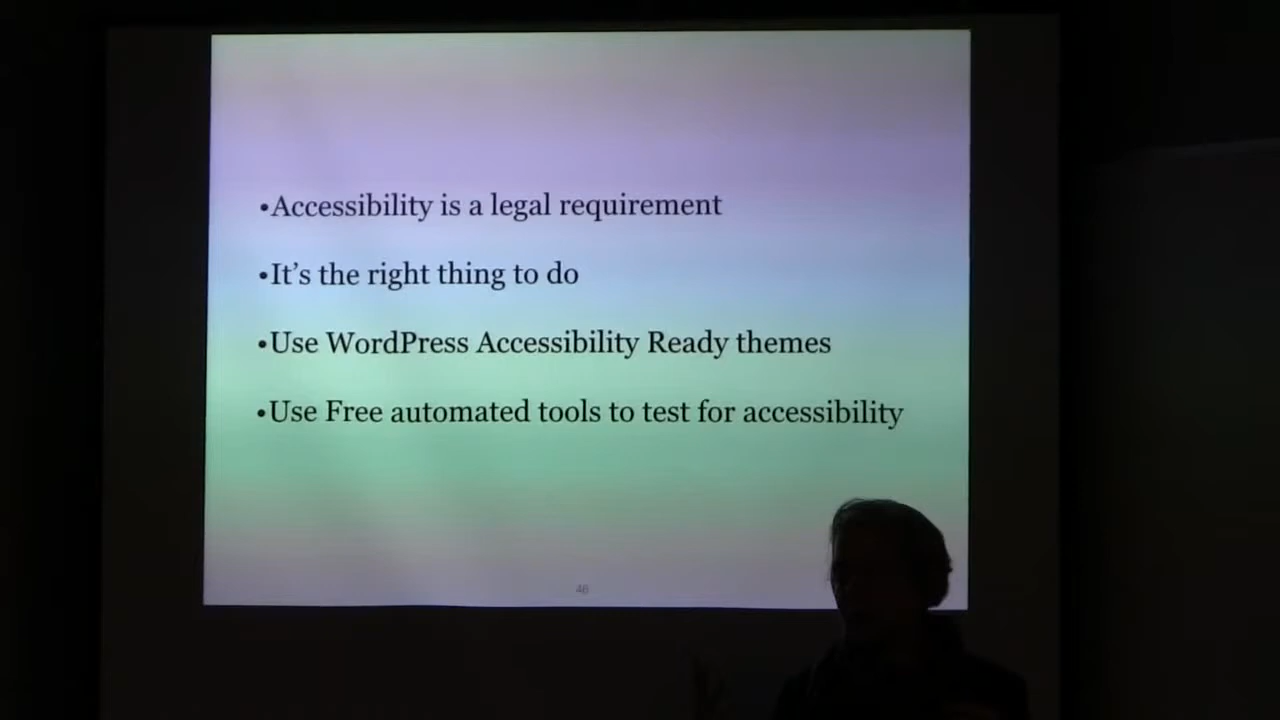 •Accessibility is a legal requirement
•It’s the right thing to do
•Use WordPress Accessibility Ready themes
•Use Free automated tools to test for accessibility
46